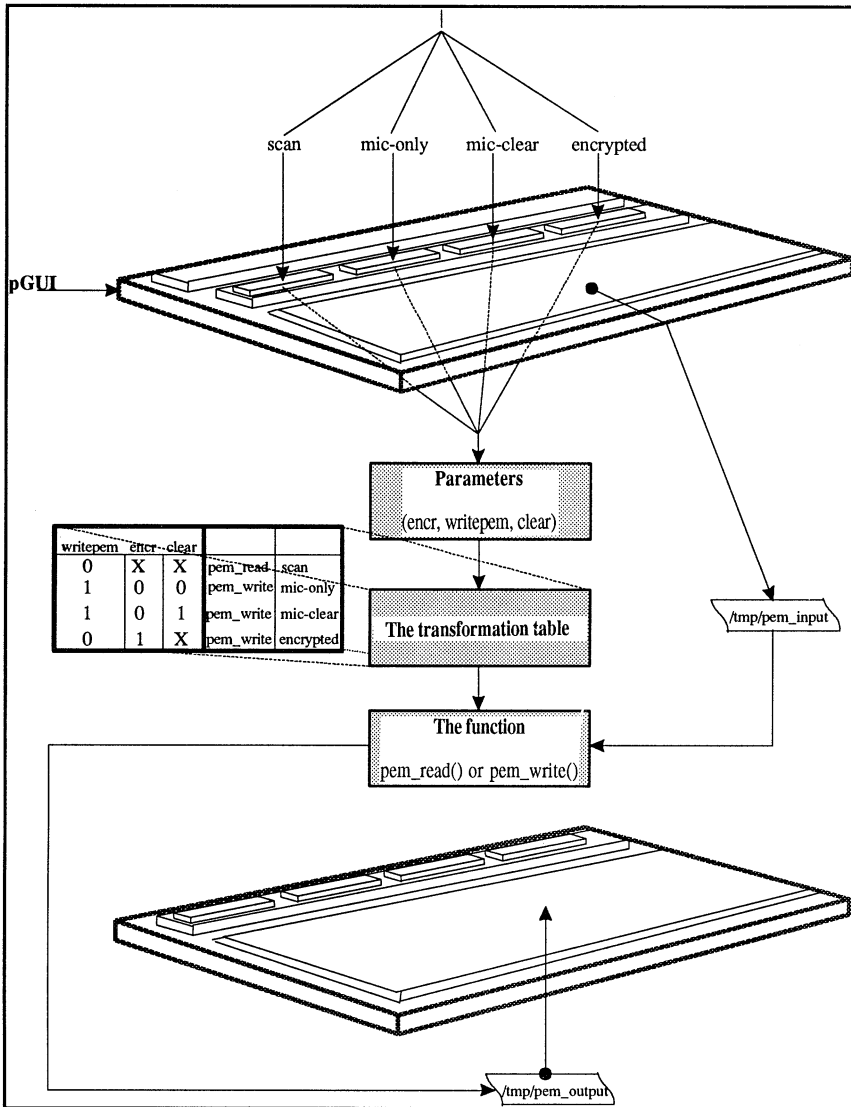 scan mic-only mic-clear encrypted
pGUI
Parameters
(encr, writepem, clear)
writepem encr clear
0 X X pem_read scan
1 0 0 pem_write mic-only
1 0 1 pem_write mic-clear
0 1 X pem_write encrypted
The transformation table
/tmp/pem_input
The function
pem_read() or pem_write()
/tmp/pem_output